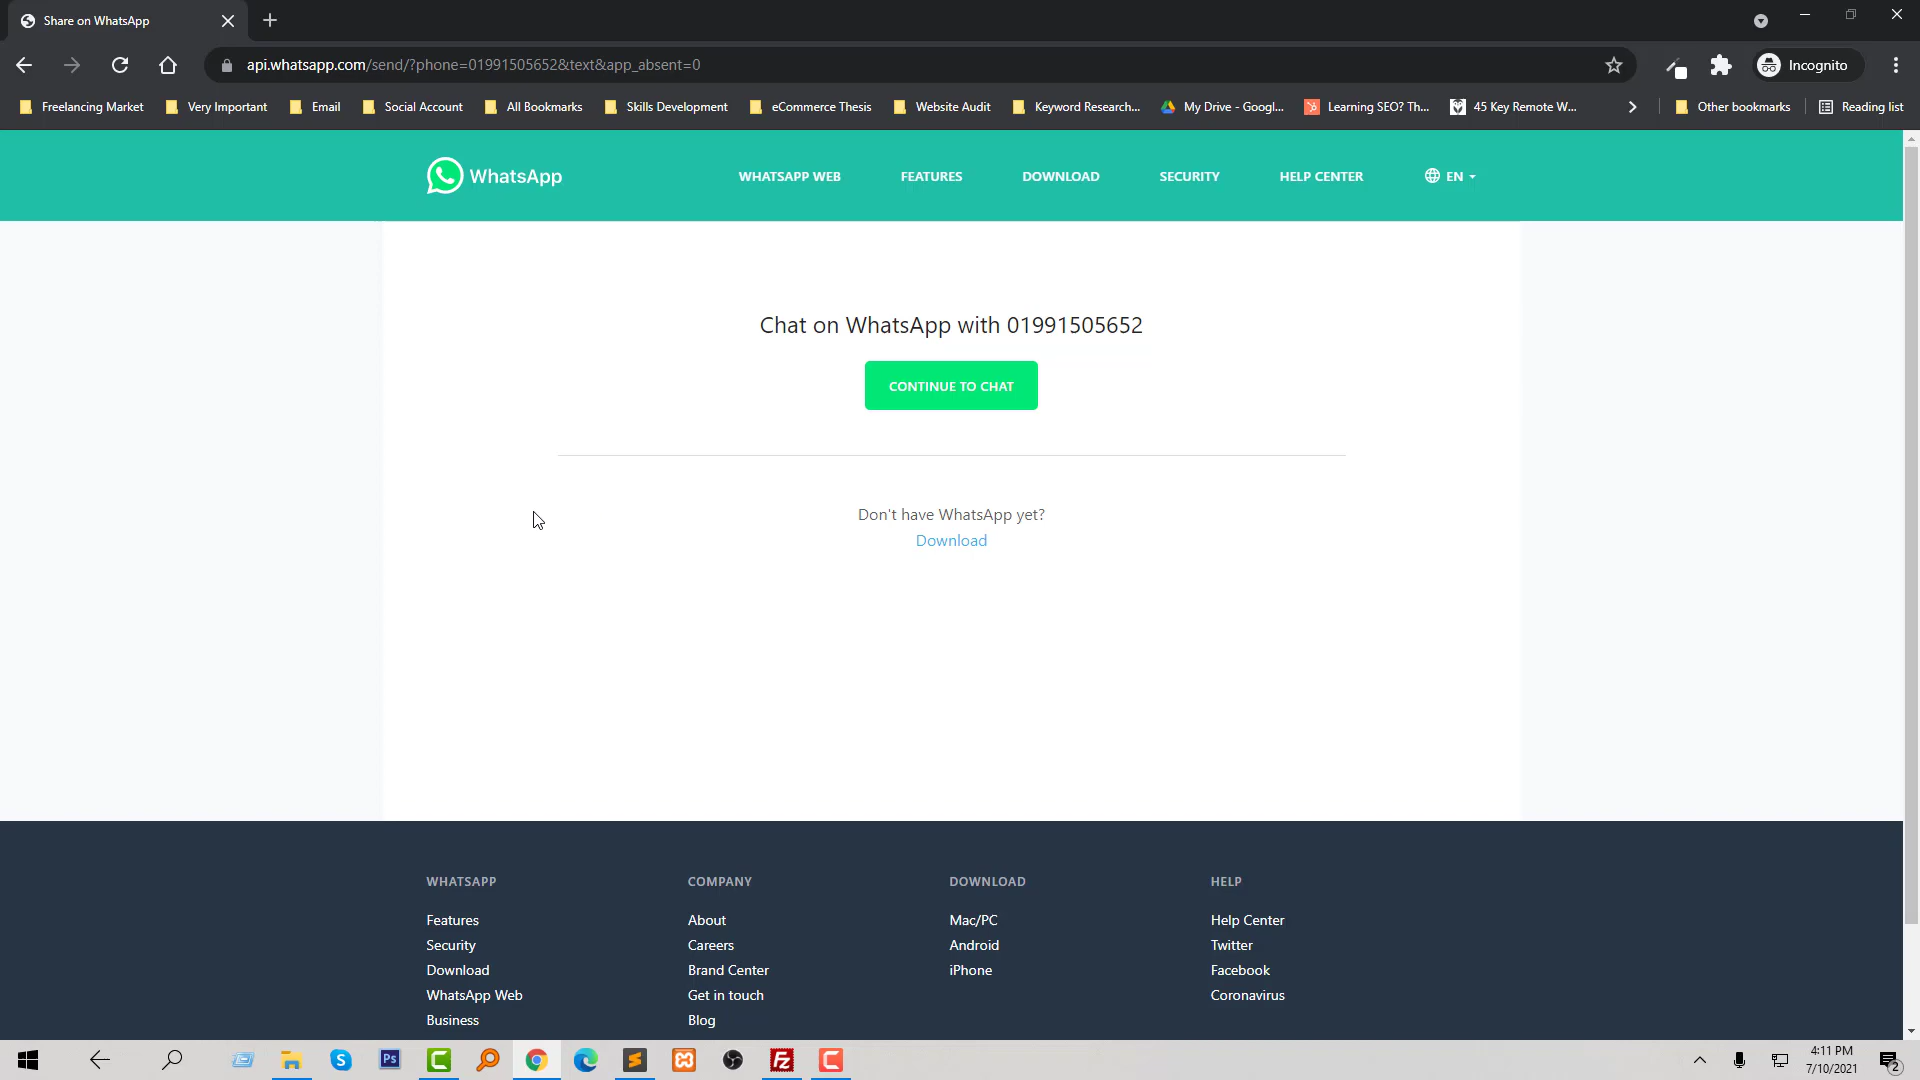 Share on WhatsApp
api.whatsapp.com/send/?phone=01991505652&text&app_absent=0
Incognito
Freelancing Market
Very Important
Email
Social Account
All Bookmarks
Skills Development
eCommerce Thesis
Website Audit
Keyword Research...
My Drive - Googl...
Learning SEO? Th...
45 Key Remote W...
Other bookmarks
Reading list
WhatsApp
WHATSAPP WEB
FEATURES
DOWNLOAD
SECURITY
HELP CENTER
EN
Chat on WhatsApp with 01991505652
CONTINUE TO CHAT
Don't have WhatsApp yet?
Download
WHATSAPP
Features
Security
Download
WhatsApp Web
Business
COMPANY
About
Careers
Brand Center
Get in touch
Blog
DOWNLOAD
Mac/PC
Android
iPhone
HELP
Help Center
Twitter
Facebook
Coronavirus
Ps
Fz
4:11 PM
7/10/2021
2